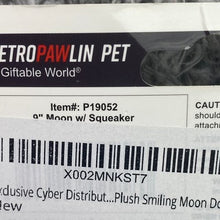 ETROPAWLIN PET
Giftable World®
Item#: P19052
9" Moon w/ Squeaker
CAUT
should
attach
X002MNKST7
xclusive Cyber Distribut...Plush Smiling Moon Do
New